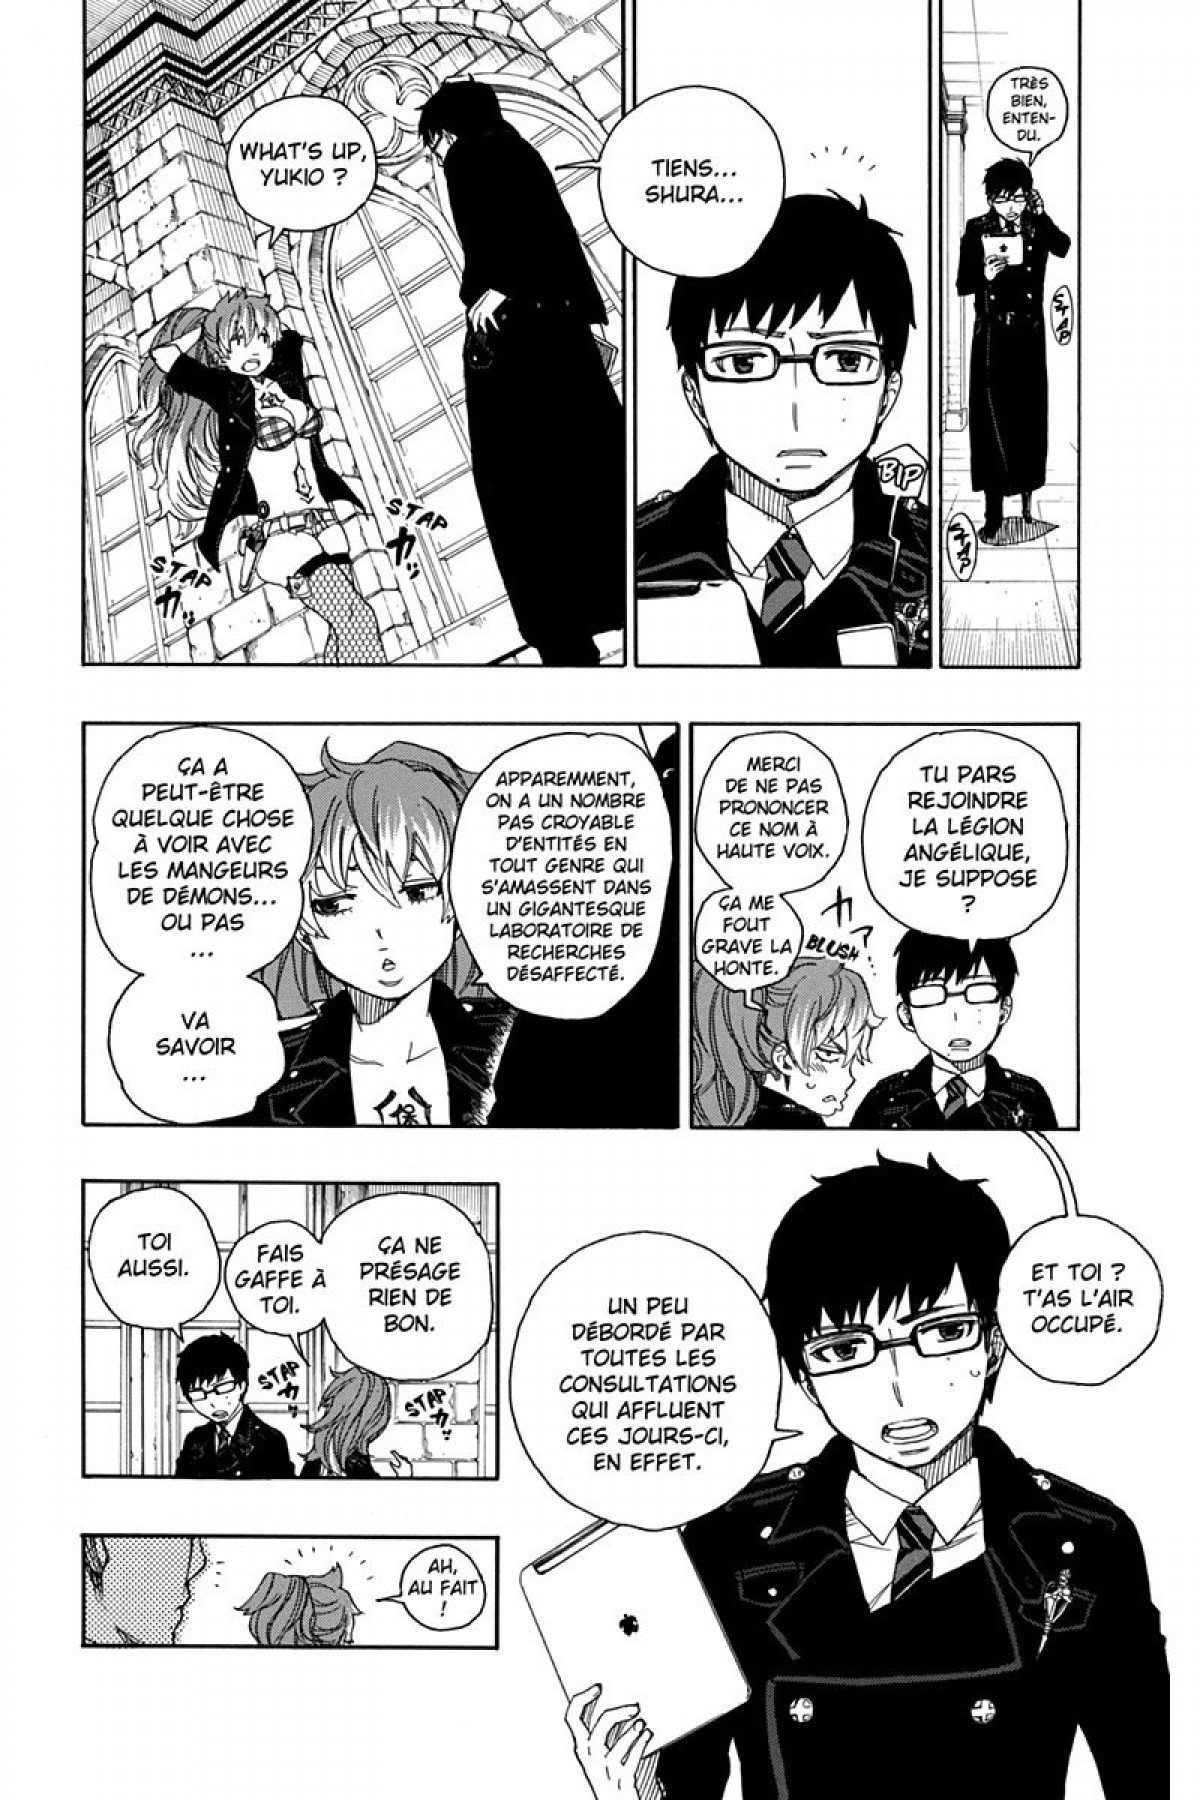 TRÈS
BIEN,
ENTEN-
DU.
STAP
STAP
TIENS...
SHURA...
BIP
WHAT'S UP,
YUKIO ?
STAP
STAP
TU PARS
REJOINDRE
LA LÉGION
ANGÉLIQUE,
JE SUPPOSE
?
MERCI
DE NE PAS
PRONONCER
CE NOM À
HAUTE VOIX.
ÇA ME
FOUT
GRAVE LA
HONTE.
BLUSH
APPAREMMENT,
ON A UN NOMBRE
PAS CROYABLE
D'ENTITÉS EN
TOUT GENRE QUI
S'AMASSENT DANS
UN GIGANTESQUE
LABORATOIRE DE
RECHERCHES
DÉSAFFECTÉ.
ÇA A
PEUT-ÊTRE
QUELQUE CHOSE
À VOIR AVEC
LES MANGEURS
DE DÉMONS...
OU PAS
...
VA
SAVOIR
...
ET TOI ?
T'AS L'AIR
OCCUPÉ.
UN PEU
DÉBORDÉ PAR
TOUTES LES
CONSULTATIONS
QUI AFFLUENT
CES JOURS-CI,
EN EFFET.
ÇA NE
PRÉSAGE
RIEN DE
BON.
FAIS
GAFFE À
TOI.
TOI
AUSSI.
STAP
STAP
AH,
AU FAIT
!